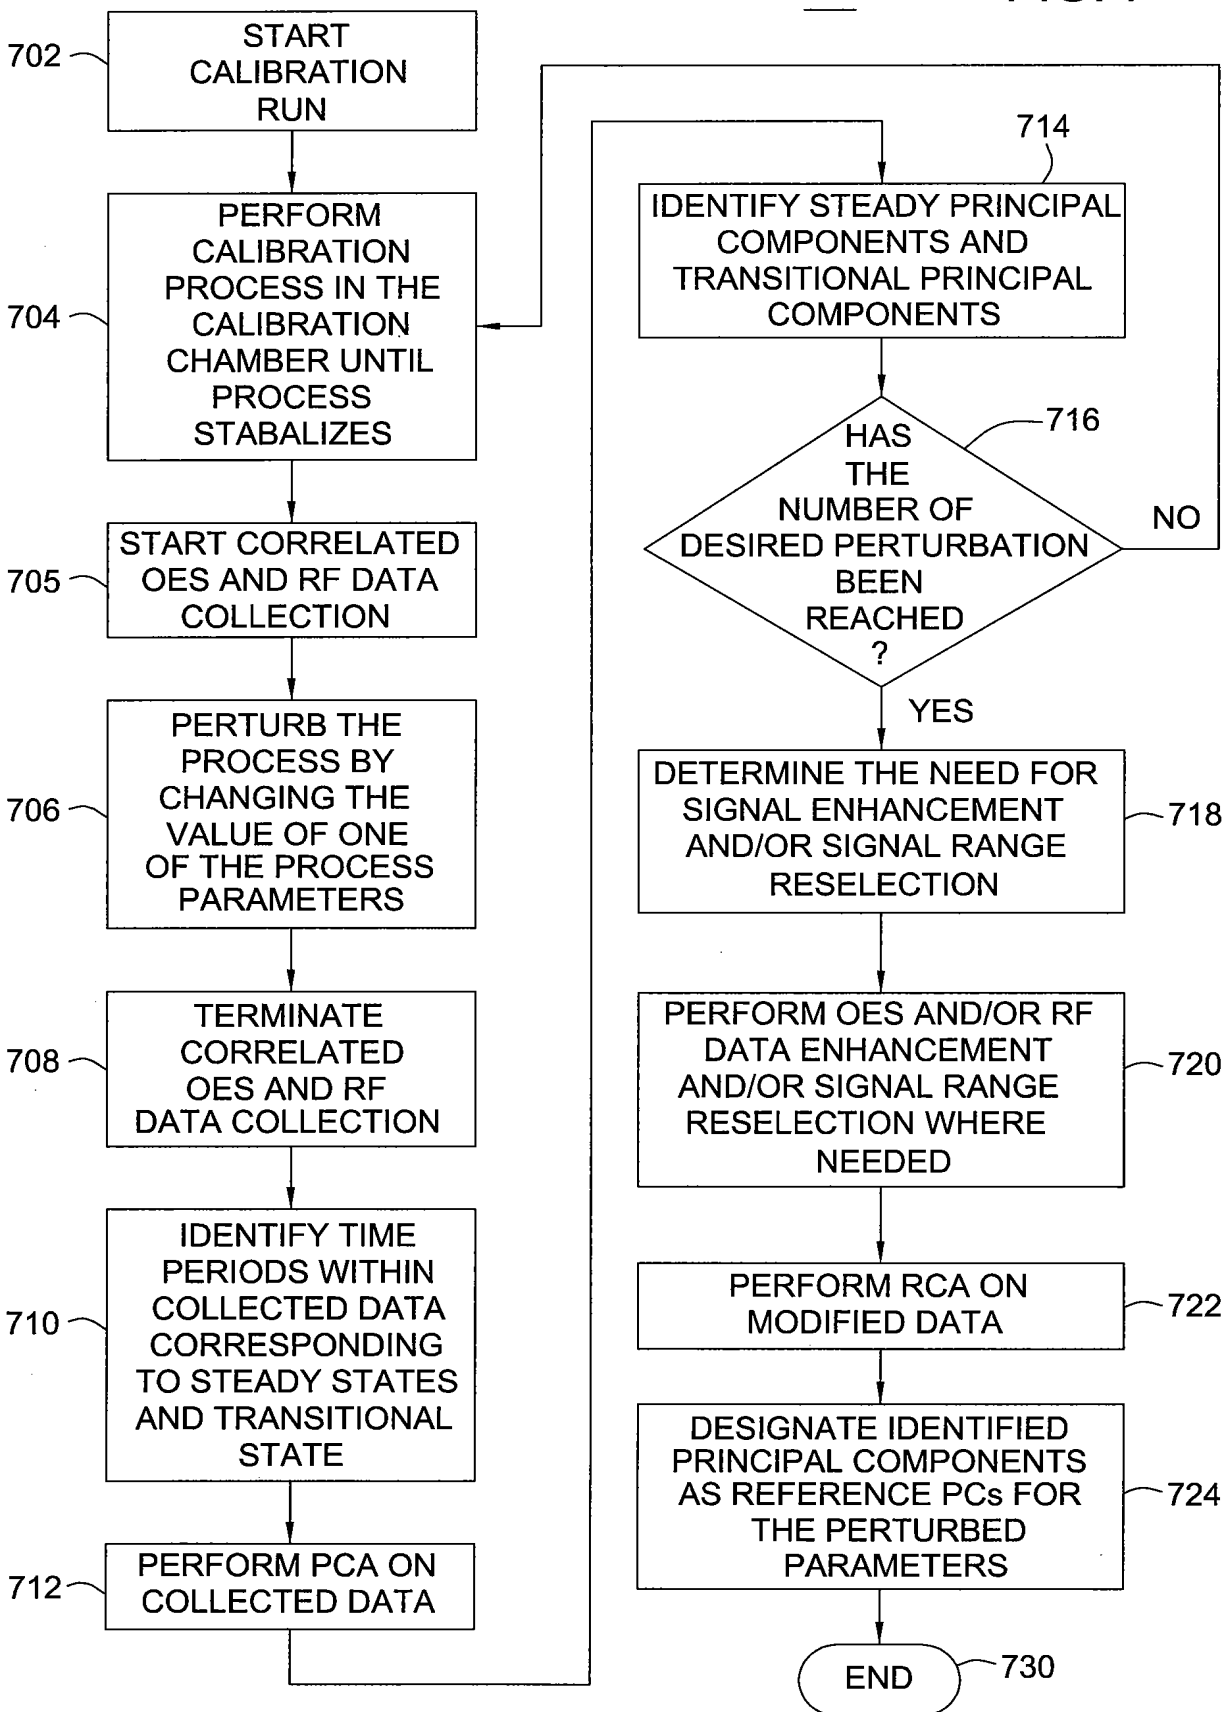 702
START
CALIBRATION
RUN
704
PERFORM
CALIBRATION
PROCESS IN THE
CALIBRATION
CHAMBER UNTIL
PROCESS
STABALIZES
705
START CORRELATED
OES AND RF DATA
COLLECTION
706
PERTURB THE
PROCESS BY
CHANGING THE
VALUE OF ONE
OF THE PROCESS
PARAMETERS
708
TERMINATE
CORRELATED
OES AND RF
DATA COLLECTION
710
IDENTIFY TIME
PERIODS WITHIN
COLLECTED DATA
CORRESPONDING
TO STEADY STATES
AND TRANSITIONAL
STATE
712
PERFORM PCA ON
COLLECTED DATA
714
IDENTIFY STEADY PRINCIPAL
COMPONENTS AND
TRANSITIONAL PRINCIPAL
COMPONENTS
716
HAS
THE
NUMBER OF
DESIRED PERTURBATION
BEEN
REACHED
?
NO
YES
DETERMINE THE NEED FOR
SIGNAL ENHANCEMENT
AND/OR SIGNAL RANGE
RESELECTION
718
PERFORM OES AND/OR RF
DATA ENHANCEMENT
AND/OR SIGNAL RANGE
RESELECTION WHERE
NEEDED
720
PERFORM RCA ON
MODIFIED DATA
722
DESIGNATE IDENTIFIED
PRINCIPAL COMPONENTS
AS REFERENCE PCs FOR
THE PERTURBED
PARAMETERS
724
END
730